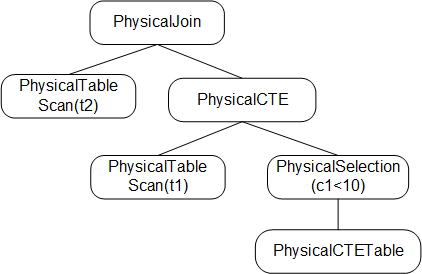 PhysicalJoin
PhysicalTable
Scan(t2)
PhysicalCTE
PhysicalTable
Scan(t1)
PhysicalSelection
(c1<10)
PhysicalCTETable